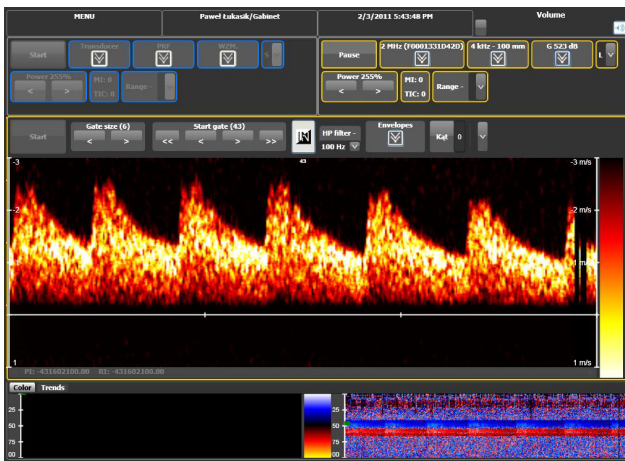 MENU Paweł Łukasik/Gabinet 2/3/2011 5:43:48 PM Volume
Start Transducer PRF WZM. S
Pause 2 MHz (F0001331D42D) 4 kHz - 100 mm G 523 dB L
Power 255% MI: 0 TIC: 0 Range -
< >
Power 255% MI: 0 TIC: 0 Range -
< >
Start Gate size (6) Start gate (43) HP filter - Envelopes Kąt 0
< > << < > >> 100 Hz
-3 43 -3 m/s
-2 -2 m/s
m/s
1 1 m/s
PI: -431602100.00 RI: -431602100.00
Color Trends
25 25
50 50
75 75
00 00